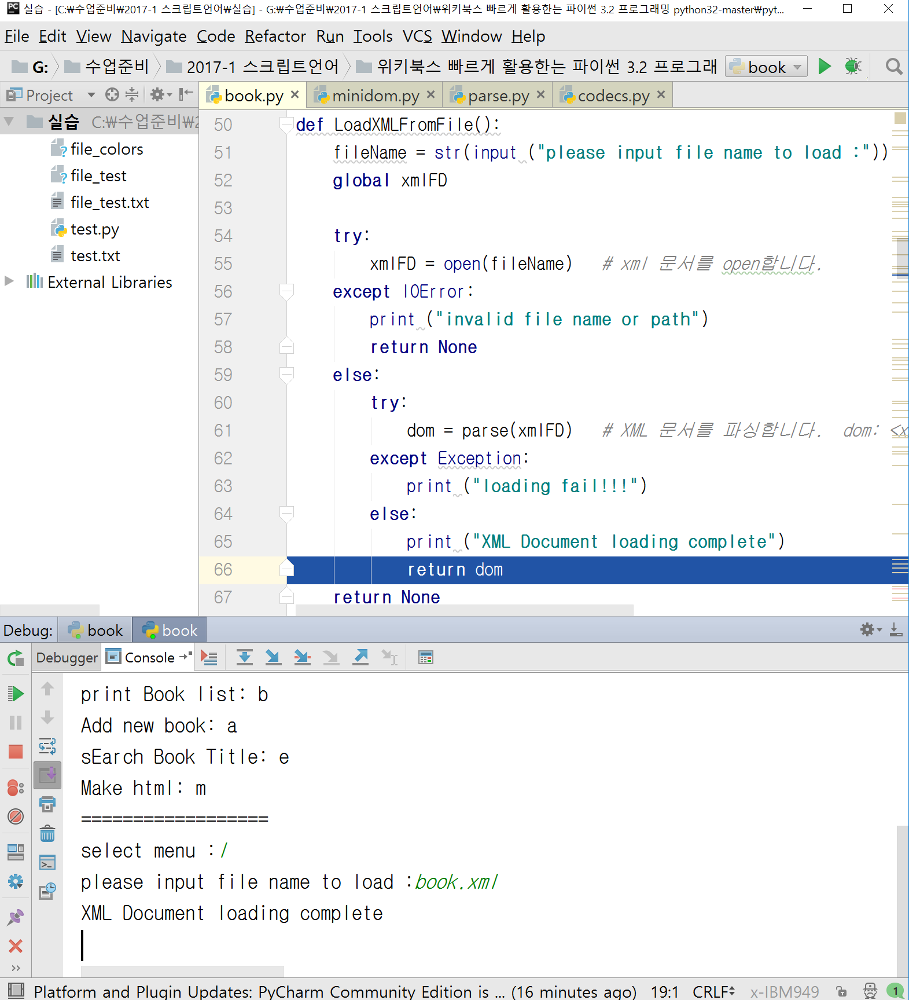 실습 - [C:₩수업준비₩2017-1 스크립트언어₩실습] - G:₩수업준비₩2017-1 스크립트언어₩위키북스 빠르게 활용한는 파이썬 3.2 프로그래밍 python32-master₩pyt...
File Edit View Navigate Code Refactor Run Tools VCS Window Help
G: 수업준비 2017-1 스크립트언어 위키북스 빠르게 활용한는 파이썬 3.2 프로그래 book
Project book.py minidom.py parse.py codecs.py
실습 C:₩수업준비₩2
file_colors
file_test
file_test.txt
test.py
test.txt
External Libraries
50 def LoadXMLFromFile():
51 fileName = str(input ("please input file name to load :"))
52 global xmlFD
53
54 try:
55 xmlFD = open(fileName) # xml 문서를 open합니다.
56 except IOError:
57 print ("invalid file name or path")
58 return None
59 else:
60 try:
61 dom = parse(xmlFD) # XML 문서를 파싱합니다. dom: <x
62 except Exception:
63 print ("loading fail!!!")
64 else:
65 print ("XML Document loading complete")
66 return dom
67 return None
Debug: book book
Debugger Console
print Book list: b
Add new book: a
sEarch Book Title: e
Make html: m
==================
select menu :l
please input file name to load :book.xml
XML Document loading complete
Platform and Plugin Updates: PyCharm Community Edition is ... (16 minutes ago) 19:1 CRLF x-IBM949 1